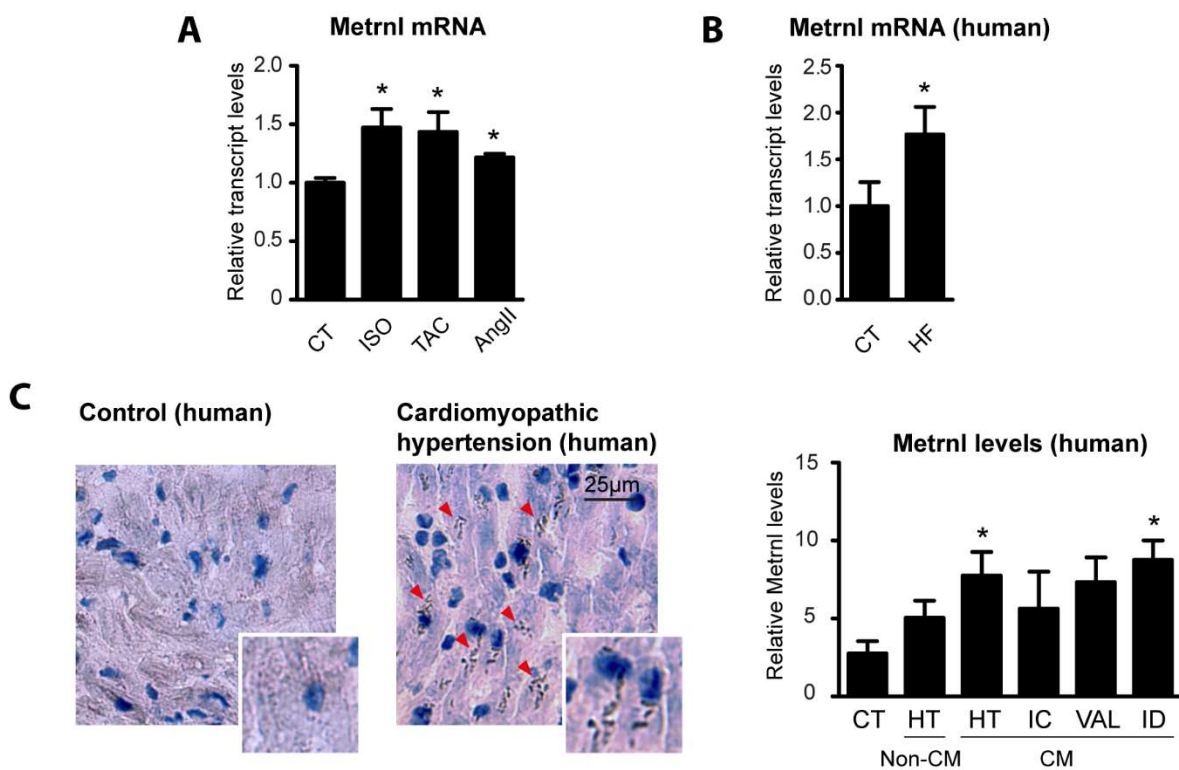 A
Metrnl mRNA
Relative transcript levels
2.0
1.5
1.0
0.5
0
*
*
*
CT
ISO
TAC
AngII
B
Metrnl mRNA (human)
Relative transcript levels
2.5
2.0
1.5
1.0
0.5
0.0
*
CT
HF
C
Control (human)
Cardiomyopathic
hypertension (human)
25µm
Metrnl levels (human)
Relative Metrnl levels
15
10
5
0
*
*
CT HT HT IC VAL ID
Non-CM CM